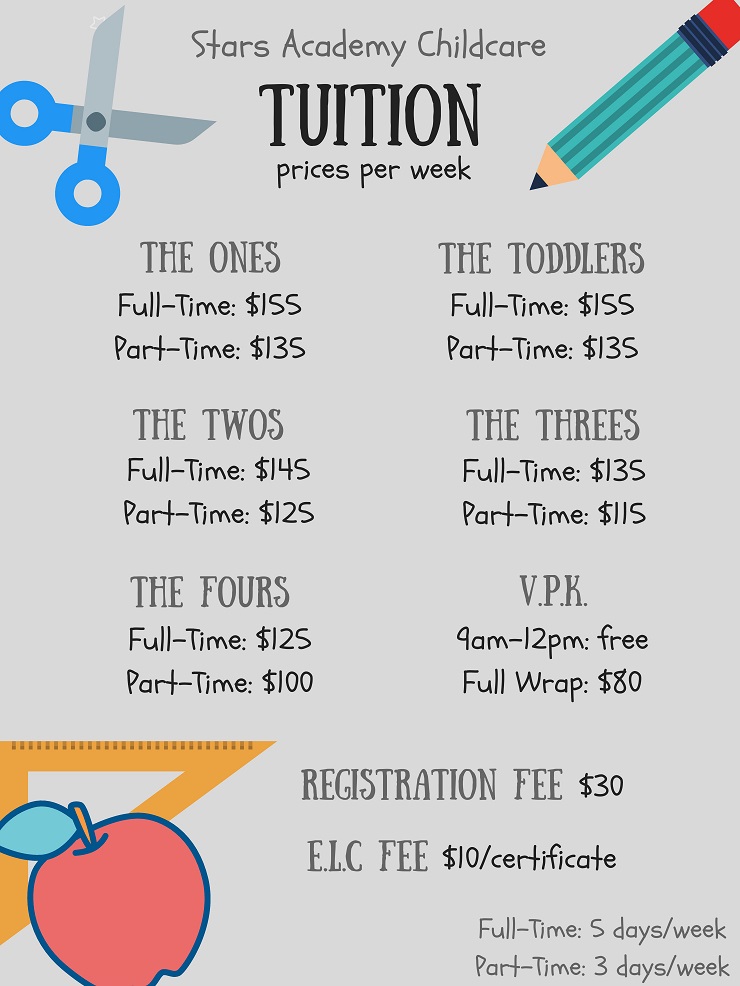 Stars Academy Childcare
TUITION
prices per week
THE ONES
Full-Time: $155
Part-Time: $135
THE TODDLERS
Full-Time: $155
Part-Time: $135
THE TWOS
Full-Time: $145
Part-Time: $125
THE THREES
Full-Time: $135
Part-Time: $115
THE FOURS
Full-Time: $125
Part-Time: $100
V.P.K.
9am-12pm: free
Full Wrap: $80
REGISTRATION FEE $30
E.L.C FEE $10/certificate
Full-Time: 5 days/week
Part-Time: 3 days/week